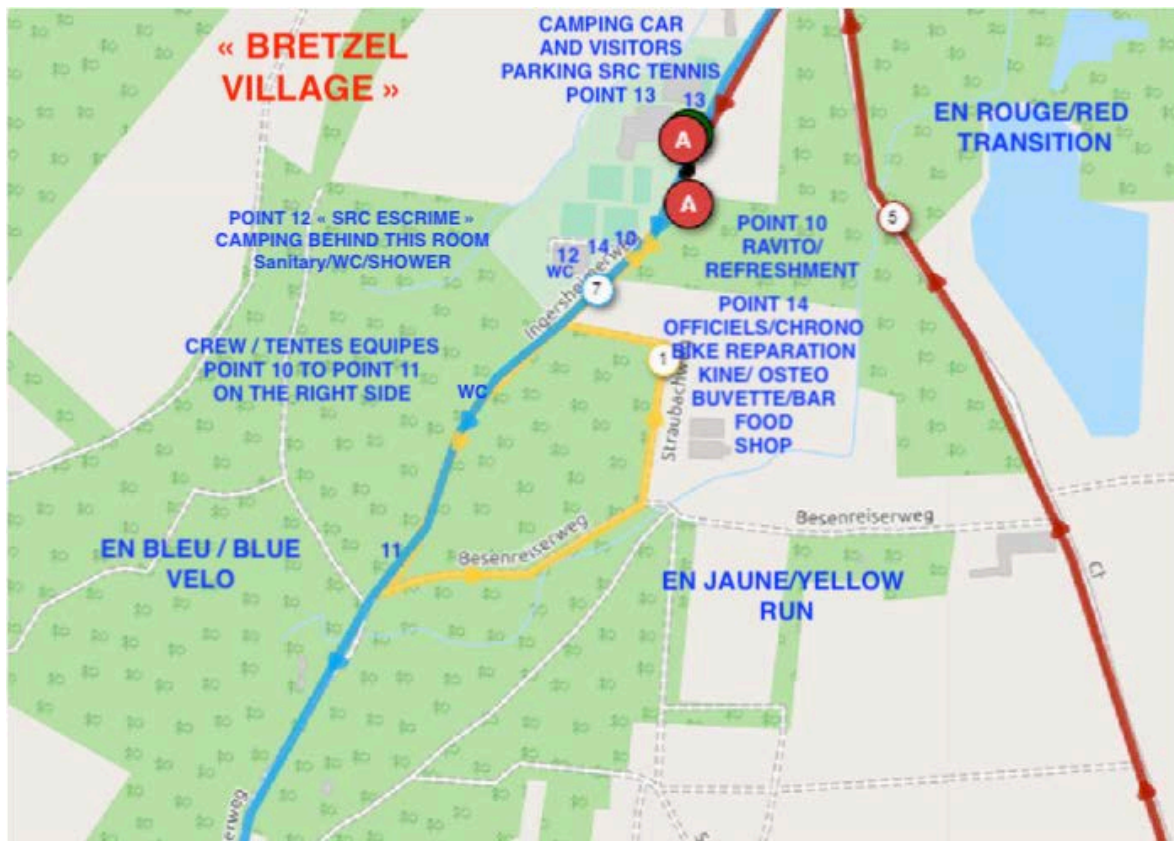 « BRETZEL
VILLAGE »
CAMPING CAR
AND VISITORS
PARKING SRC TENNIS
POINT 13
13
A
A
EN ROUGE/RED
TRANSITION
5
POINT 12 « SRC ESCRIME »
CAMPING BEHIND THIS ROOM
Sanitary/WC/SHOWER
12
WC
14
10
Ingersheimerweg
7
POINT 10
RAVITO/
REFRESHMENT
POINT 14
OFFICIELS/CHRONO
BIKE REPARATION
KINE/ OSTEO
BUVETTE/BAR
FOOD
SHOP
1
CREW / TENTES EQUIPES
POINT 10 TO POINT 11
ON THE RIGHT SIDE
WC
11
EN BLEU / BLUE
VELO
Besenreiserweg
Besenreiserweg
EN JAUNE/YELLOW
RUN
erweg